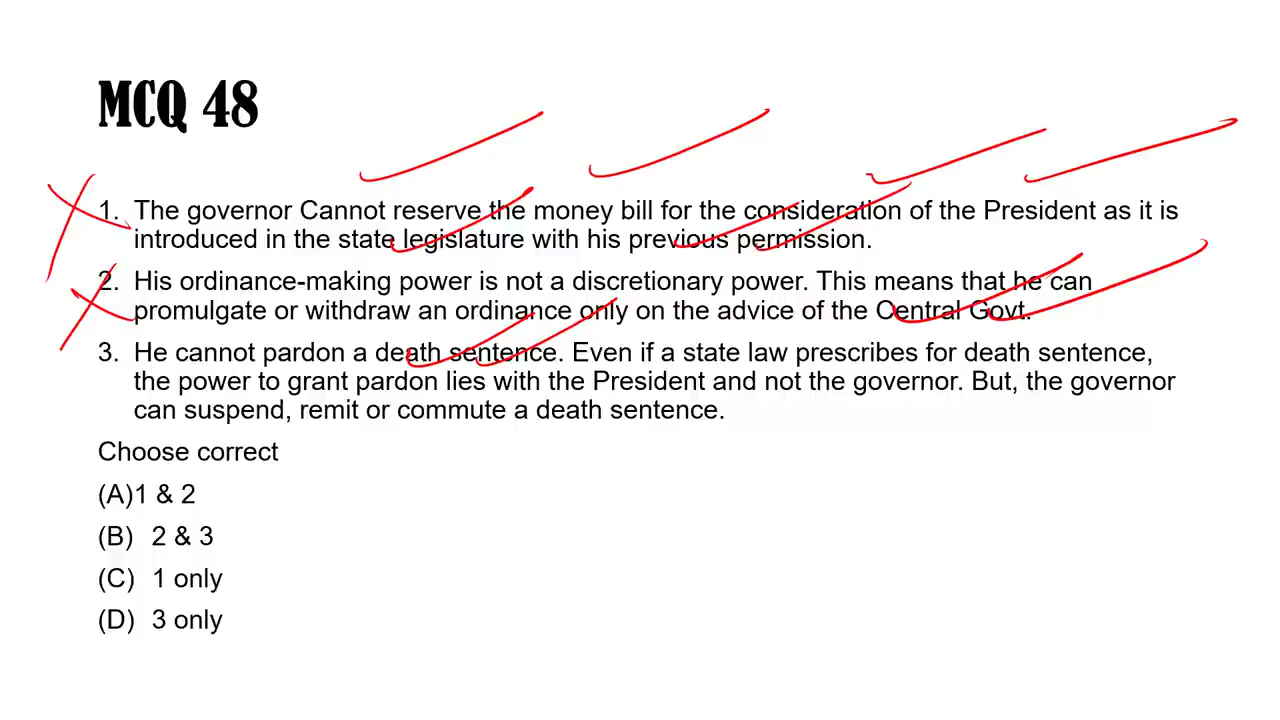 MCQ 48
1. The governor Cannot reserve the money bill for the consideration of the President as it is
introduced in the state legislature with his previous permission.
2. His ordinance-making power is not a discretionary power. This means that he can
promulgate or withdraw an ordinance only on the advice of the Central Govt.
3. He cannot pardon a death sentence. Even if a state law prescribes for death sentence,
the power to grant pardon lies with the President and not the governor. But, the governor
can suspend, remit or commute a death sentence.
Choose correct
(A)1 & 2
(B) 2 & 3
(C) 1 only
(D) 3 only